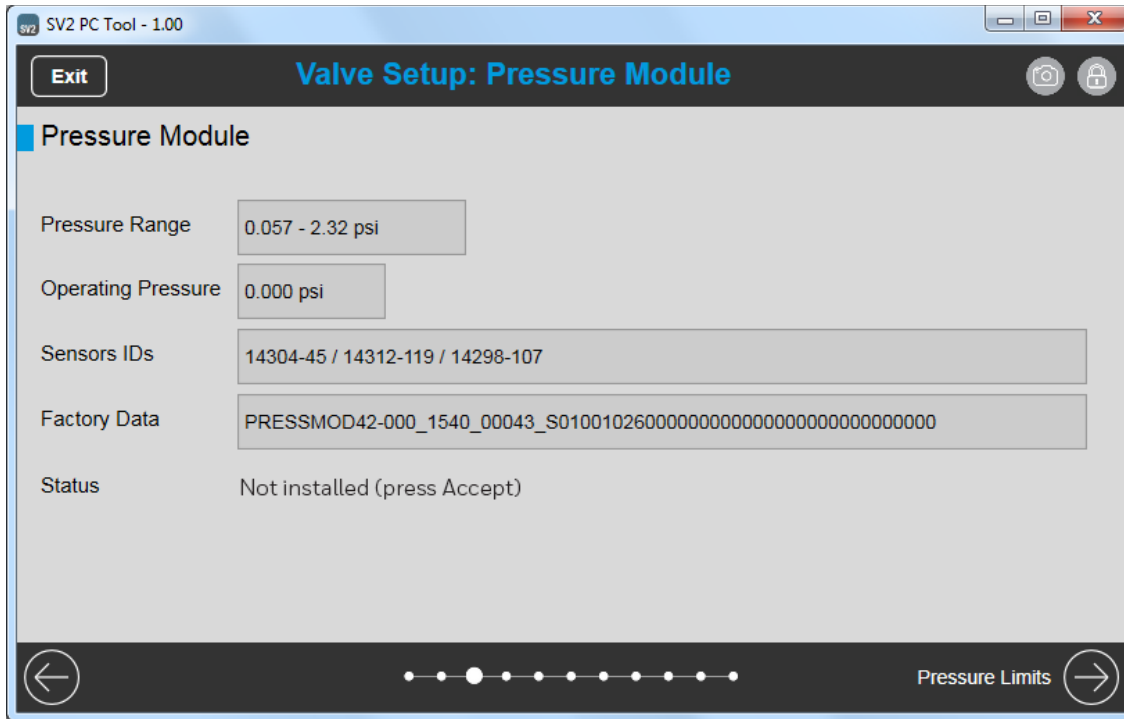 SV2 PC Tool - 1.00
Exit
Valve Setup: Pressure Module
Pressure Module
Pressure Range
0.057 - 2.32 psi
Operating Pressure
0.000 psi
Sensors IDs
14304-45 / 14312-119 / 14298-107
Factory Data
PRESSMOD42-000_1540_00043_S01001026000000000000000000000000000
Status
Not installed (press Accept)
Pressure Limits